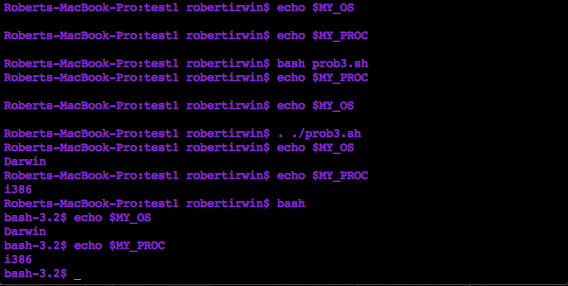 Roberts-MacBook-Pro:test1 robertirwin$ echo $MY_OS
Roberts-MacBook-Pro:test1 robertirwin$ echo $MY_PROC
Roberts-MacBook-Pro:test1 robertirwin$ bash prob3.sh
Roberts-MacBook-Pro:test1 robertirwin$ echo $MY_PROC
Roberts-MacBook-Pro:test1 robertirwin$ echo $MY_OS
Roberts-MacBook-Pro:test1 robertirwin$ . ./prob3.sh
Roberts-MacBook-Pro:test1 robertirwin$ echo $MY_OS
Darwin
Roberts-MacBook-Pro:test1 robertirwin$ echo $MY_PROC
i386
Roberts-MacBook-Pro:test1 robertirwin$ bash
bash-3.2$ echo $MY_OS
Darwin
bash-3.2$ echo $MY_PROC
i386
bash-3.2$ _